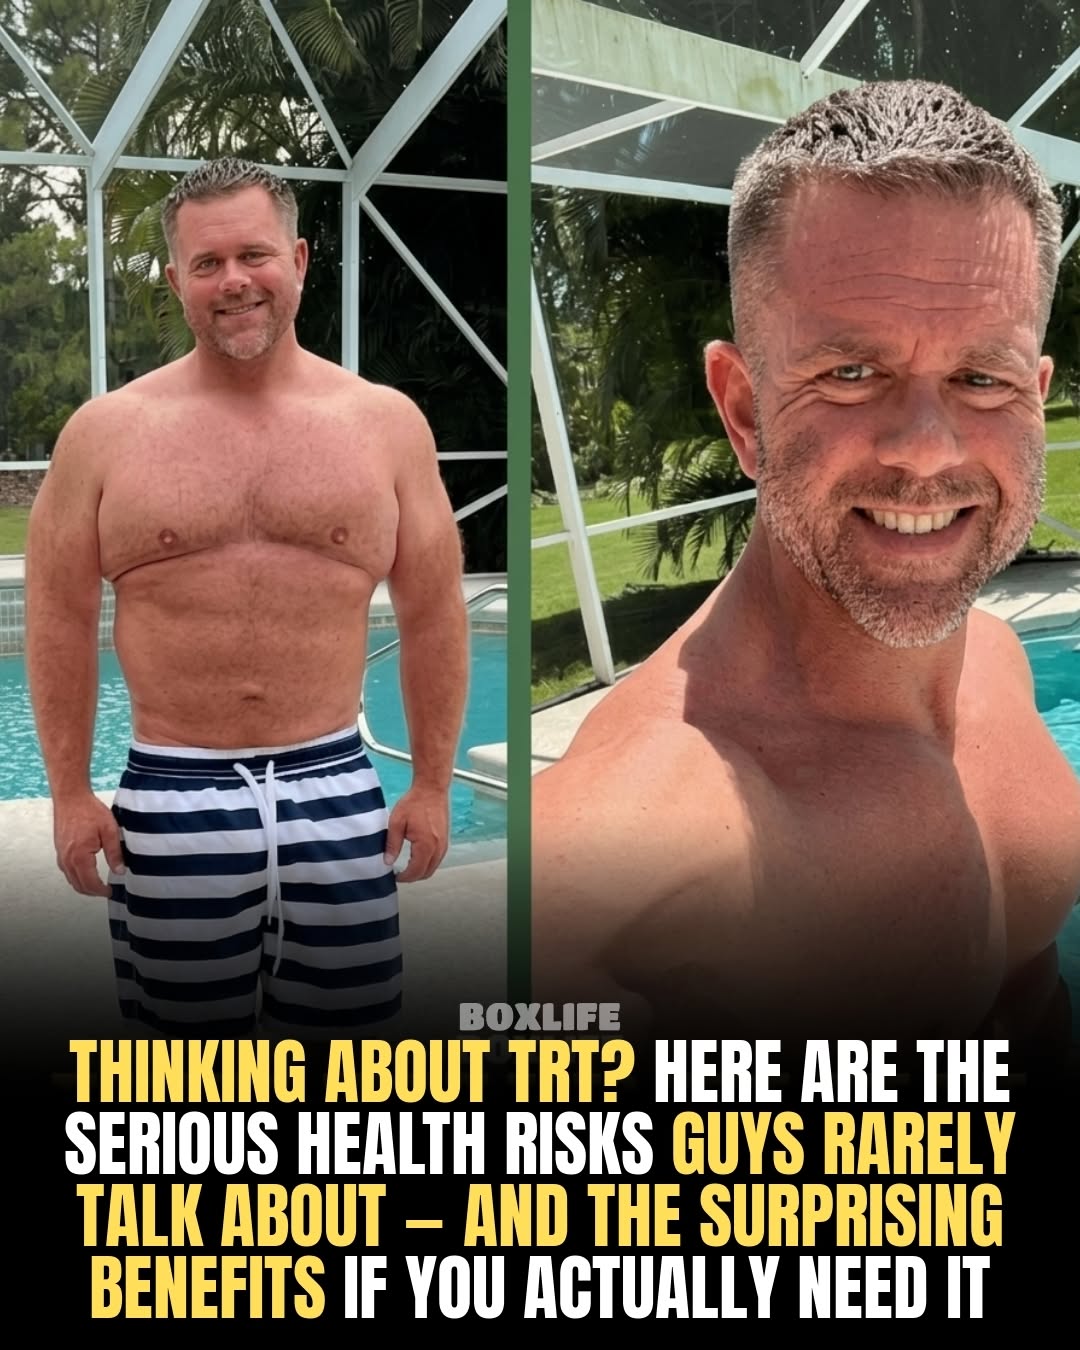 BOXLIFE
THINKING ABOUT TRT? HERE ARE THE
SERIOUS HEALTH RISKS GUYS RARELY
TALK ABOUT – AND THE SURPRISING
BENEFITS IF YOU ACTUALLY NEED IT